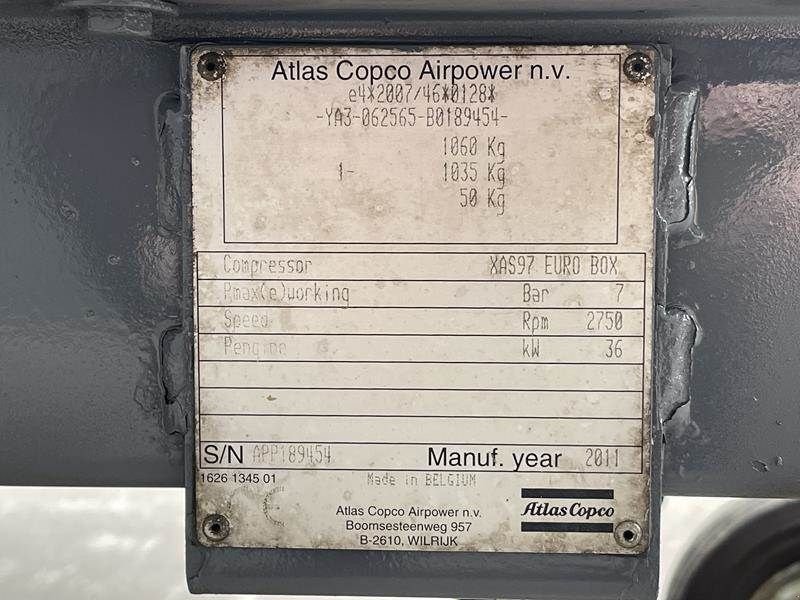 Atlas Copco Airpower n.v.
e4*2007/46*0128*
-YA3-062565-B0189454-
1060 Kg
1- 1035 Kg
50 Kg
Compressor XAS97 EURO BOX
Pmax(e)working Bar 7
Speed Rpm 2750
Pengine kW 36
S/N APP189454 Manuf. year 2011
1626 1345 01 Made in BELGIUM
CE
Atlas Copco Airpower n.v.
Boomsesteenweg 957
B-2610, WILRIJK
Atlas Copco